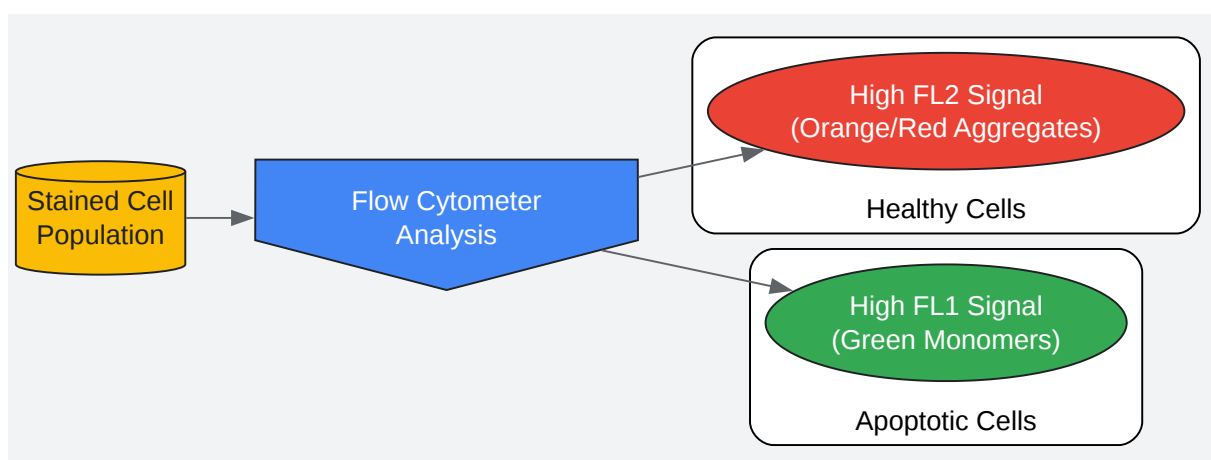 Stained Cell
Population
Flow Cytometer
Analysis
High FL2 Signal
(Orange/Red Aggregates)
Healthy Cells
High FL1 Signal
(Green Monomers)
Apoptotic Cells